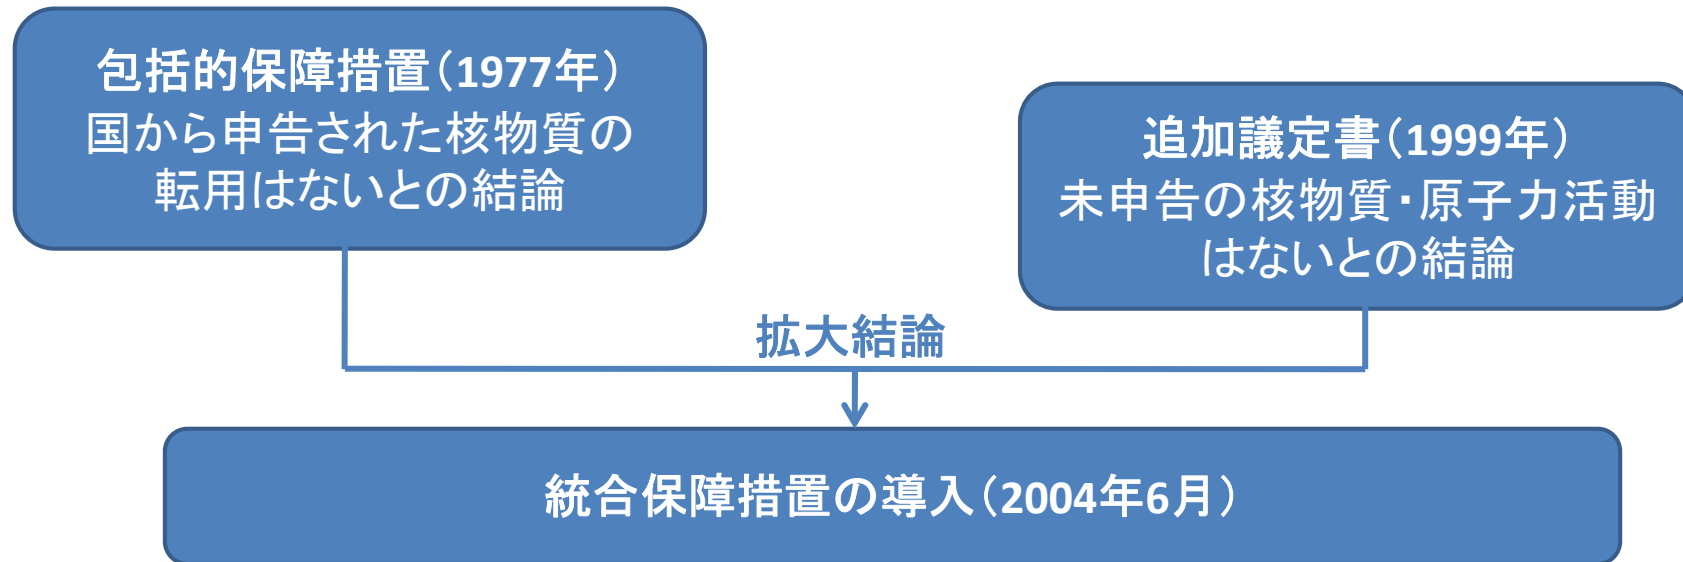 包括的保障措置（1977年）
国から申告された核物質の
転用はないとの結論
追加議定書（1999年）
未申告の核物質・原子力活動
はないとの結論
拡大結論
統合保障措置の導入（2004年6月）